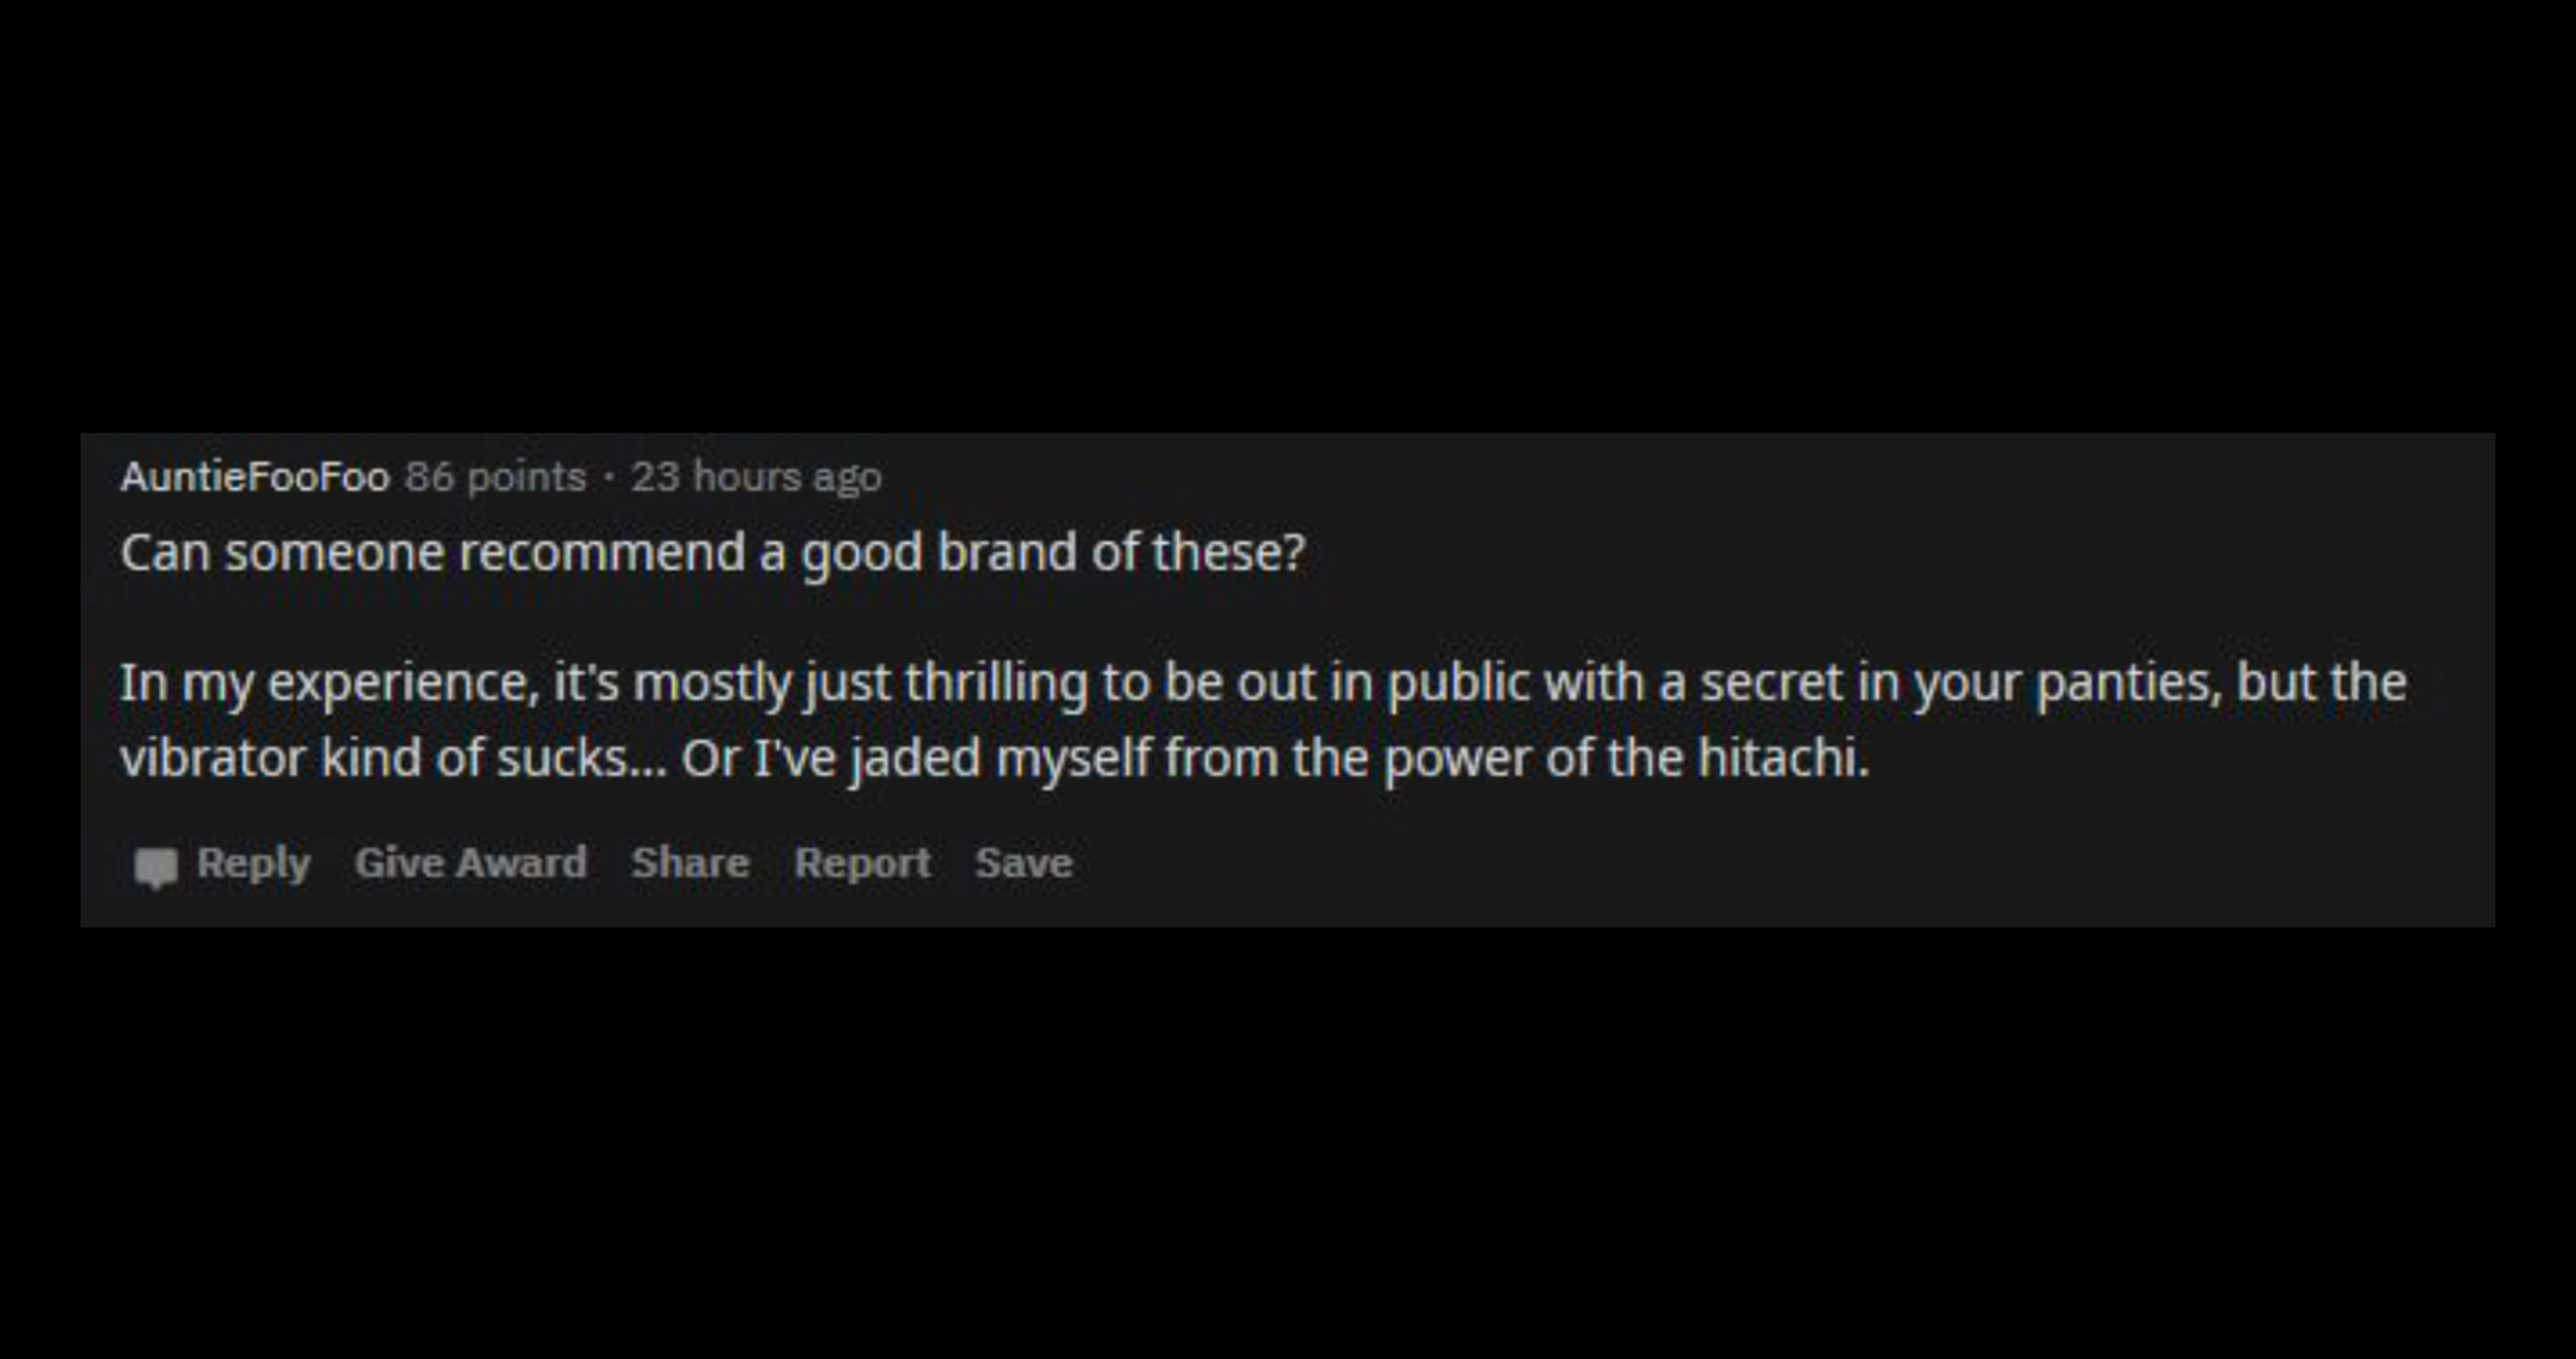 AuntieFooFoo 86 points · 23 hours ago
Can someone recommend a good brand of these?
In my experience, it's mostly just thrilling to be out in public with a secret in your panties, but the
vibrator kind of sucks... Or I've jaded myself from the power of the hitachi.
Reply Give Award Share Report Save